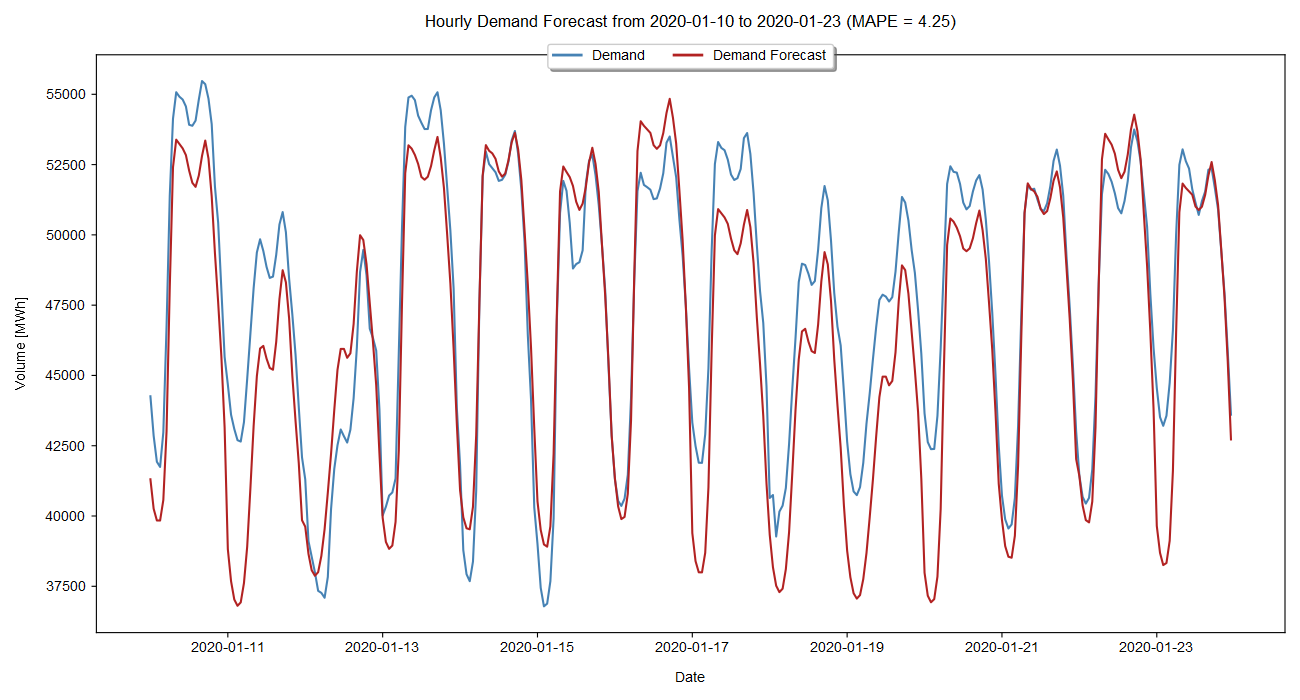 Hourly Demand Forecast from 2020-01-10 to 2020-01-23 (MAPE = 4.25)
Demand Demand Forecast
55000
52500
50000
47500
45000
42500
40000
37500
Volume [MWh]
2020-01-11 2020-01-13 2020-01-15 2020-01-17 2020-01-19 2020-01-21 2020-01-23
Date